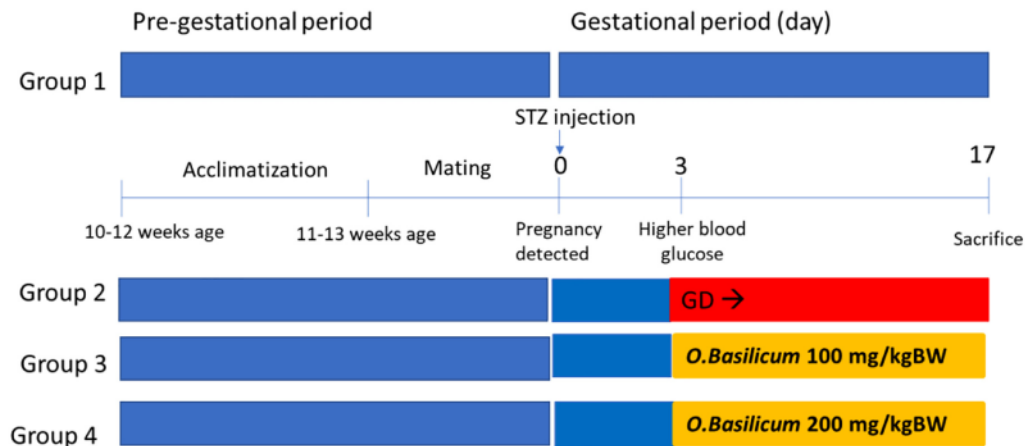 Pre-gestational period
Gestational period (day)
Group 1
STZ injection
Acclimatization
Mating
0
3
17
10-12 weeks age
11-13 weeks age
Pregnancy
detected
Higher blood
glucose
Sacrifice
Group 2
GD →
Group 3
O.Basilicum 100 mg/kgBW
Group 4
O.Basilicum 200 mg/kgBW